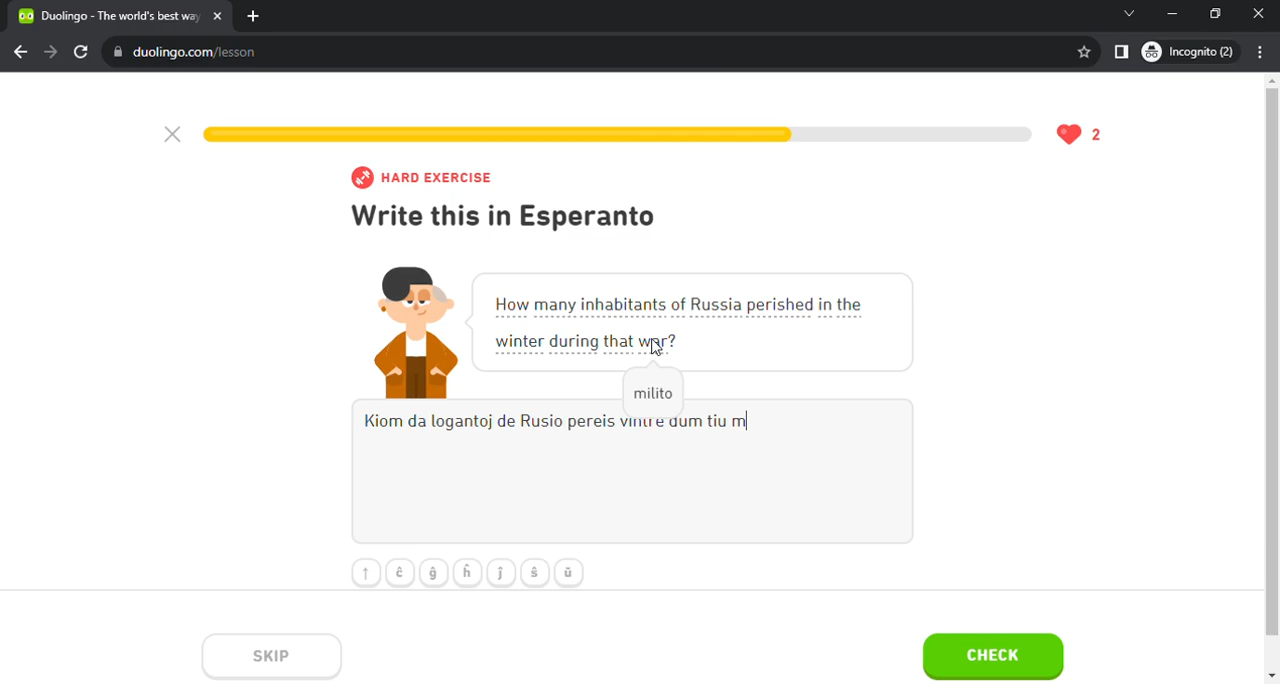 Duolingo - The world's best way
duolingo.com/lesson
Incognito (2)
2
HARD EXERCISE
Write this in Esperanto
How many inhabitants of Russia perished in the
winter during that war?
milito
Kiom da logantoj de Rusio pereis vintre dum tiu m
↑ ĉ ĝ ĥ ĵ ŝ ŭ
SKIP
CHECK